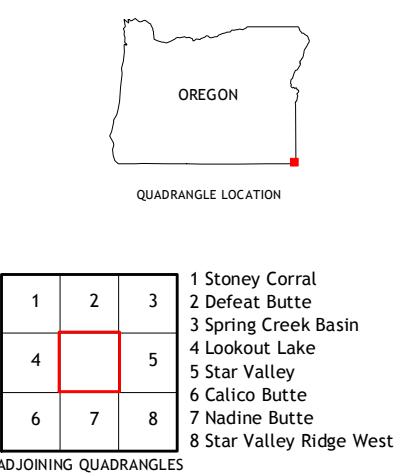 OREGON
QUADRANGLE LOCATION
1 2 3
4 5
6 7 8
ADJOINING QUADRANGLES
1 Stoney Corral
2 Defeat Butte
3 Spring Creek Basin
4 Lookout Lake
5 Star Valley
6 Calico Butte
7 Nadine Butte
8 Star Valley Ridge West